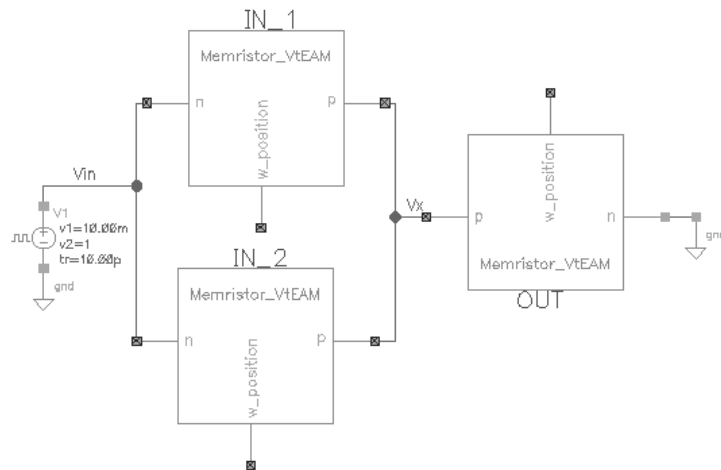 IN_1
Memristor_VtEAM
n
p
w_position
Vin
V1
v1=10.00m
v2=1
tr=10.00p
gnd
IN_2
Memristor_VtEAM
n
p
w_position
Vx
w_position
p
n
Memristor_VtEAM
OUT
gnd